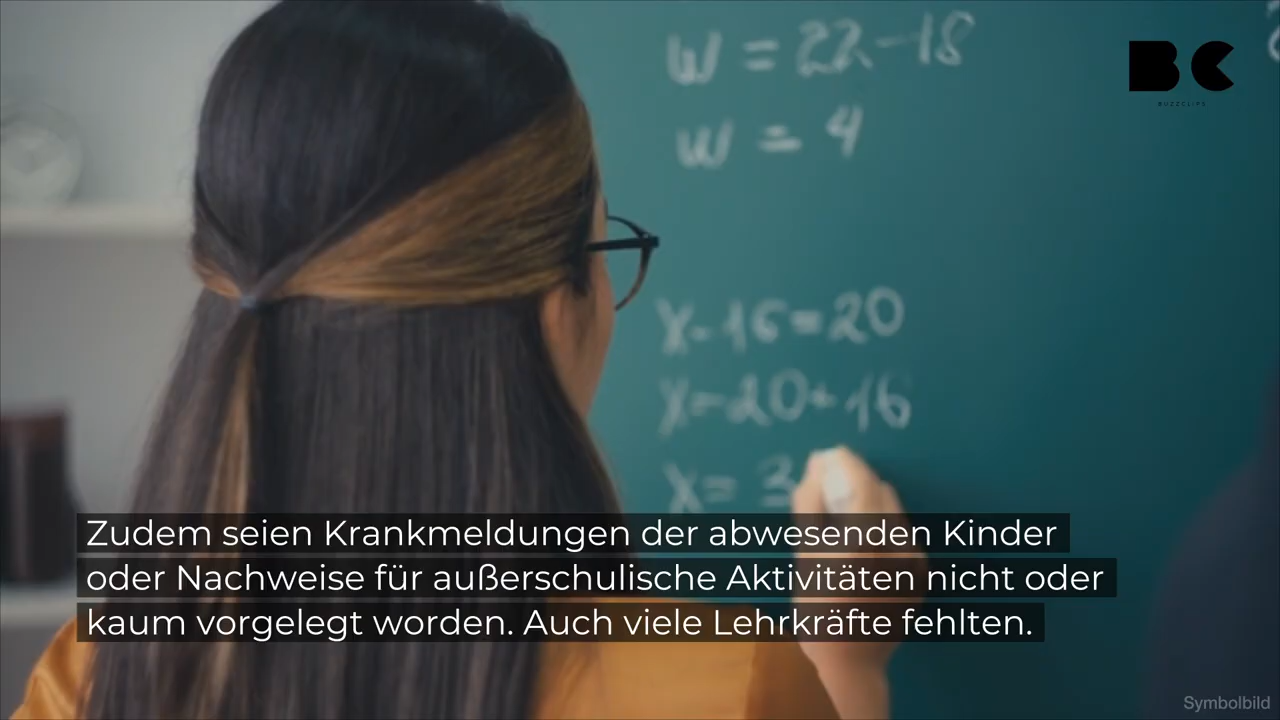 w = 22-18
w = 4
BC
BUZZCLIPS
x-16=20
x=20+16
x= 3
Zudem seien Krankmeldungen der abwesenden Kinder
oder Nachweise für außerschulische Aktivitäten nicht oder
kaum vorgelegt worden. Auch viele Lehrkräfte fehlten.
Symbolbild